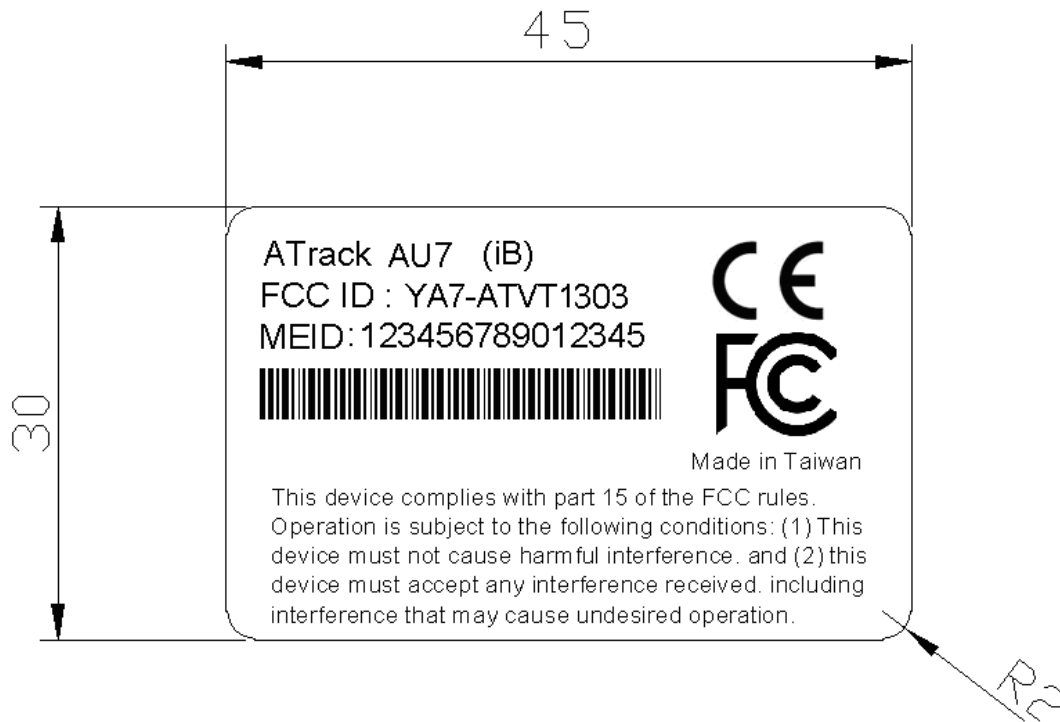 45
30
ATrack AU7 (iB)
FCC ID : YA7-ATVT1303
MEID: 123456789012345
CE
FCC
Made in Taiwan
This device complies with part 15 of the FCC rules.
Operation is subject to the following conditions: (1) This
device must not cause harmful interference. and (2) this
device must accept any interference received. including
interference that may cause undesired operation.
R2